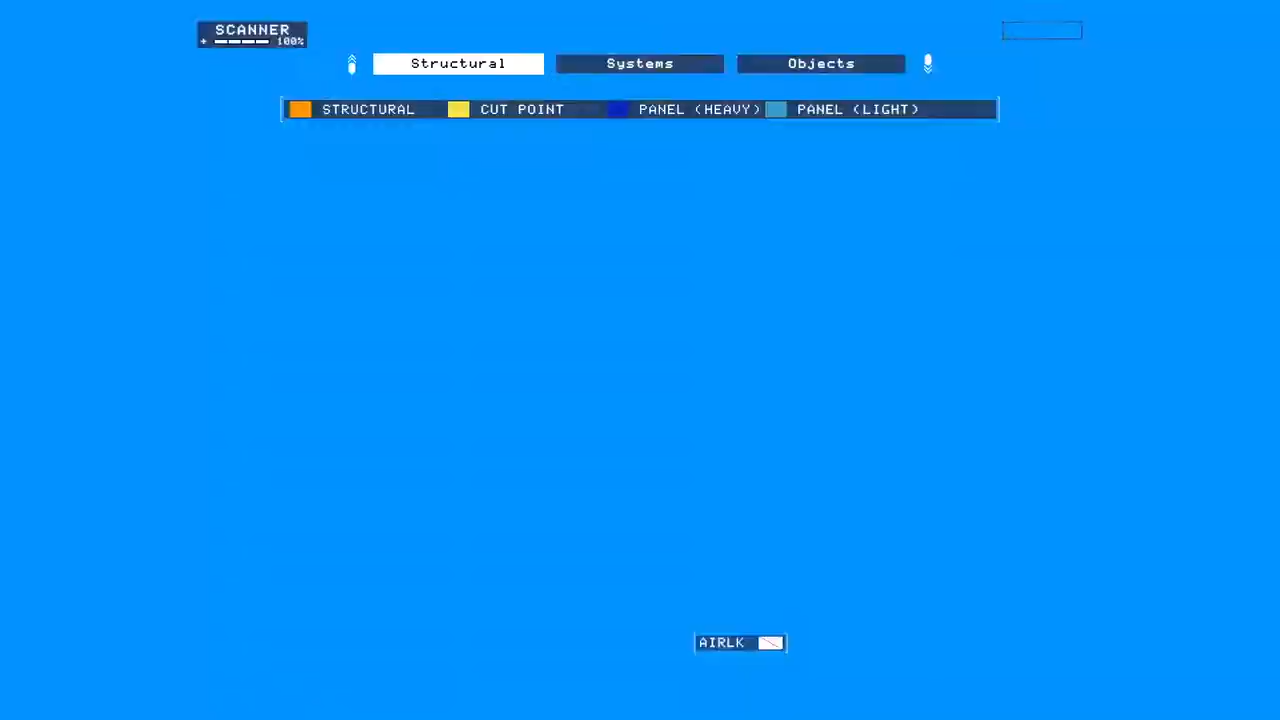 SCANNER
+ 100%
Structural Systems Objects
STRUCTURAL CUT POINT PANEL (HEAVY) PANEL (LIGHT)
AIRLK